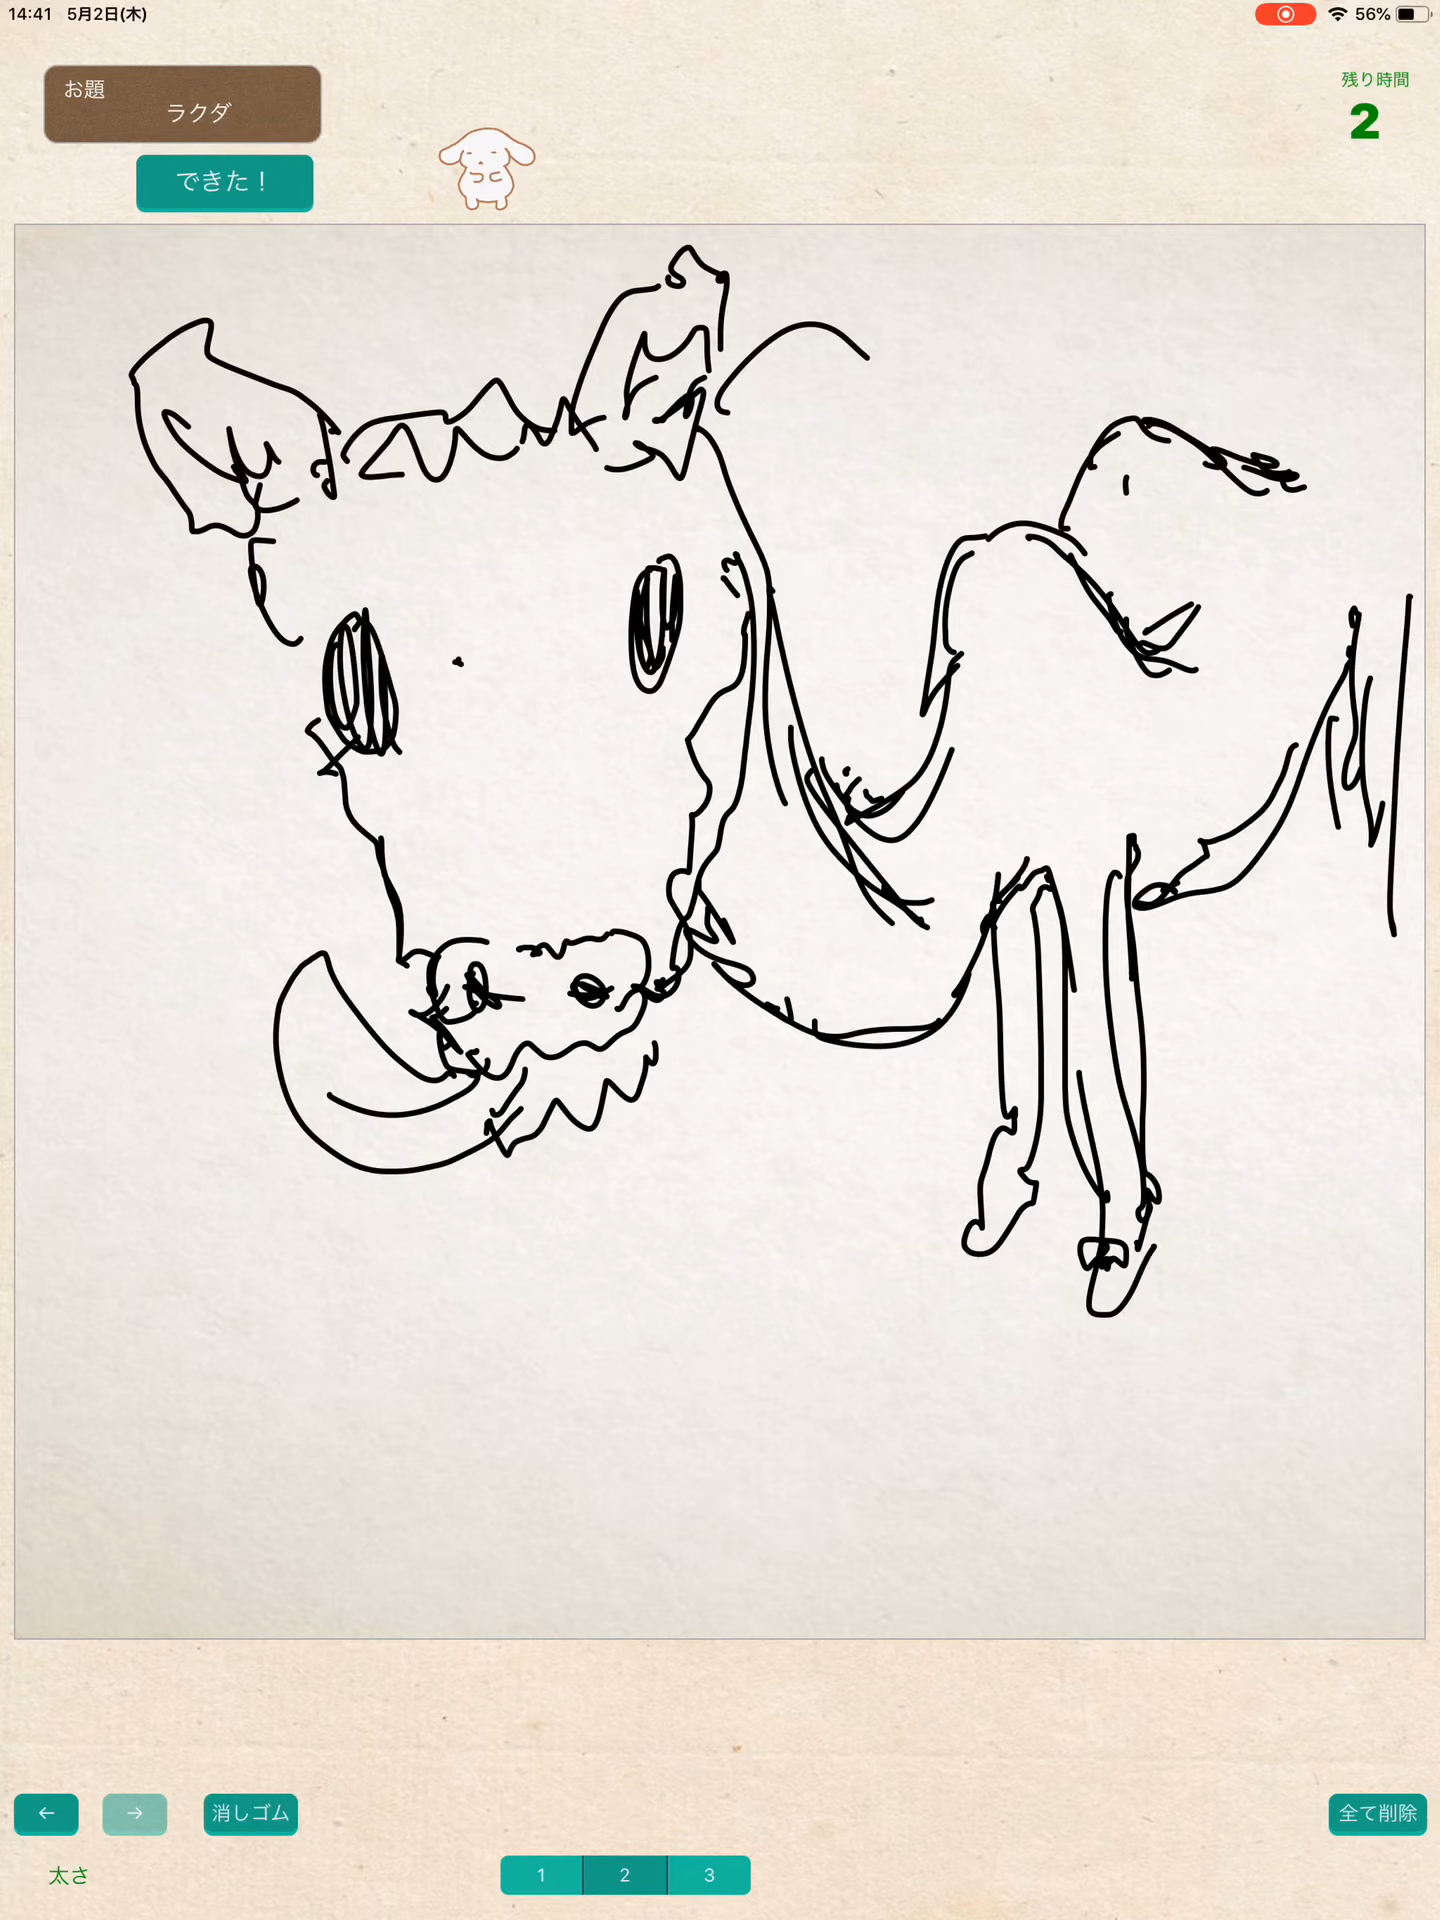 14:41 5月2日(木)
56%
お題
ラクダ
残り時間
2
できた！
← → 消しゴム 全て削除
太さ 1 2 3